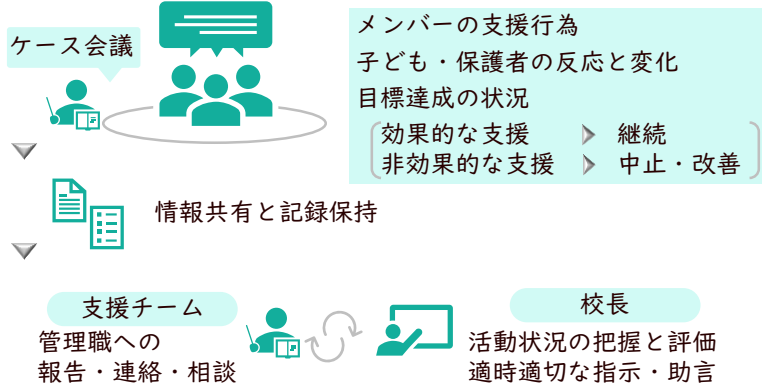 ケース会議
メンバーの支援行為
子ども・保護者の反応と変化
目標達成の状況
効果的な支援 継続
非効果的な支援 中止・改善
情報共有と記録保持
支援チーム
管理職への
報告・連絡・相談
校長
活動状況の把握と評価
適時適切な指示・助言